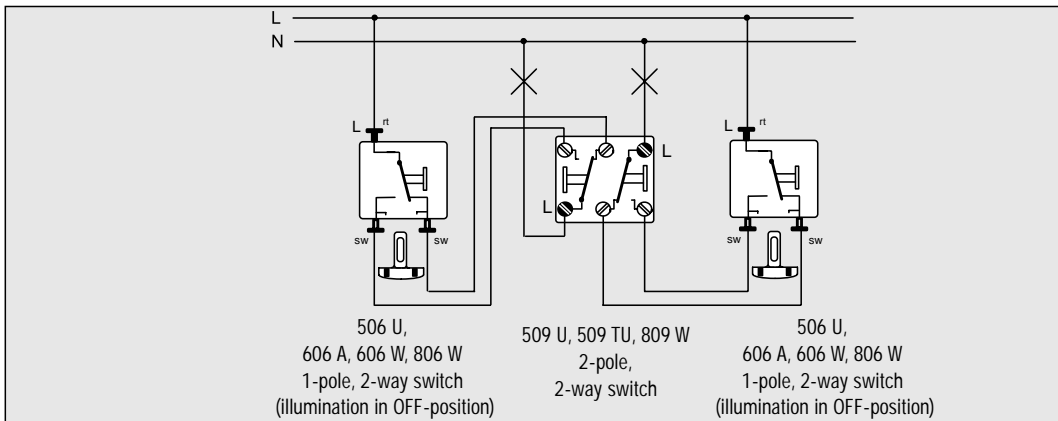 L
N
L rt
L rt
L
L
sw sw
sw sw
506 U,
606 A, 606 W, 806 W
1-pole, 2-way switch
(illumination in OFF-position)
509 U, 509 TU, 809 W
2-pole,
2-way switch
506 U,
606 A, 606 W, 806 W
1-pole, 2-way switch
(illumination in OFF-position)